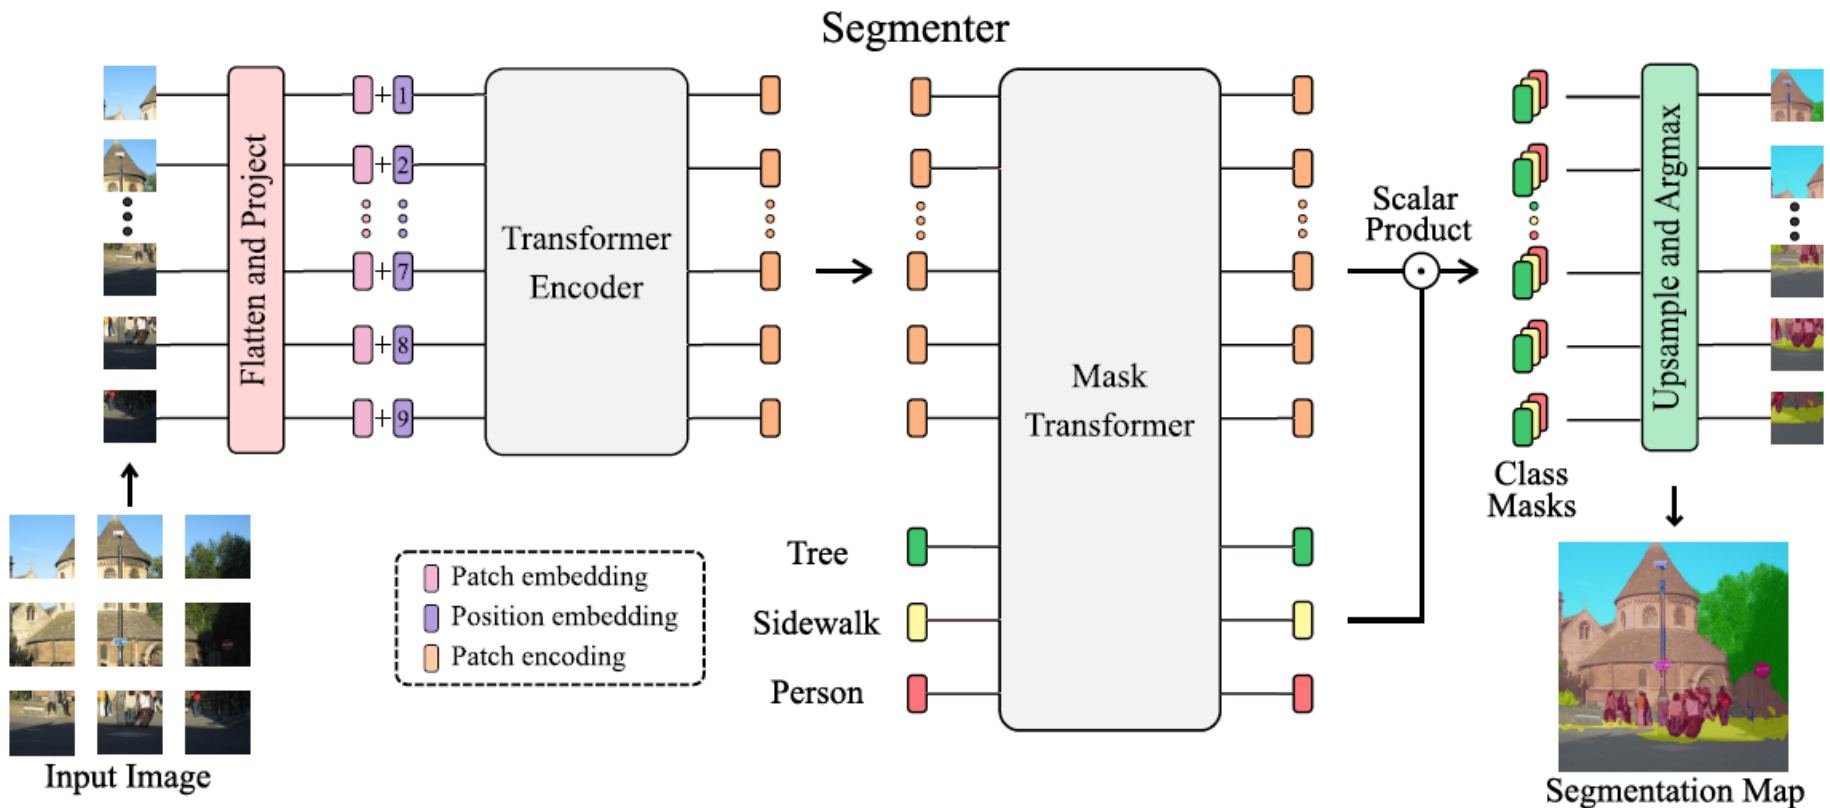 Segmenter
Flatten and Project
+ 1
+ 2
+ 7
+ 8
+ 9
Transformer
Encoder
Mask
Transformer
Scalar
Product
Class
Masks
Upsample and Argmax
Tree
Sidewalk
Person
Patch embedding
Position embedding
Patch encoding
Input Image
Segmentation Map